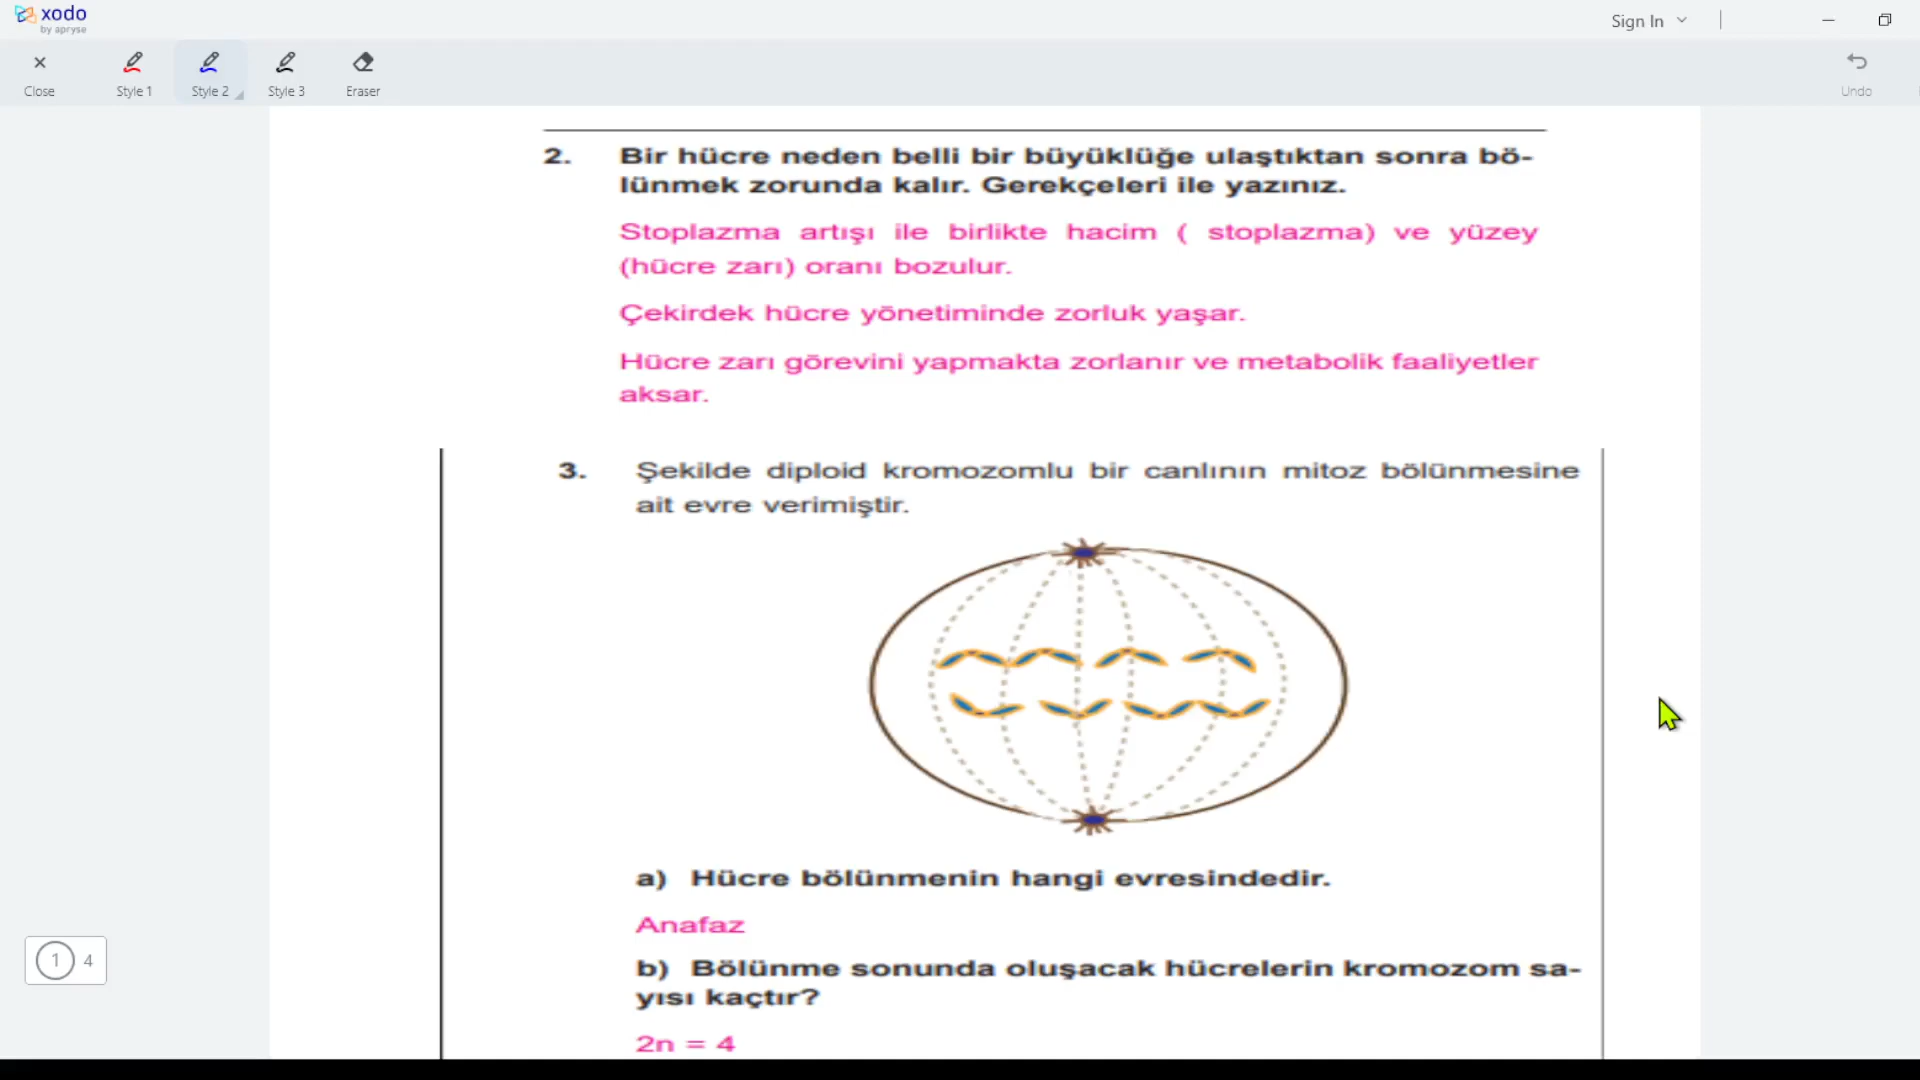 xodo
by apryse
Sign In
Close
Style 1
Style 2
Style 3
Eraser
Undo
2. Bir hücre neden belli bir büyüklüğe ulaştıktan sonra bö-
lünmek zorunda kalır. Gerekçeleri ile yazınız.
Stoplazma artışı ile birlikte hacim ( stoplazma) ve yüzey
(hücre zarı) oranı bozulur.
Çekirdek hücre yönetiminde zorluk yaşar.
Hücre zarı görevini yapmakta zorlanır ve metabolik faaliyetler
aksar.
3. Şekilde diploid kromozomlu bir canlının mitoz bölünmesine
ait evre verimiştir.
a) Hücre bölünmenin hangi evresindedir.
Anafaz
b) Bölünme sonunda oluşacak hücrelerin kromozom sa-
yısı kaçtır?
2n = 4
1 4